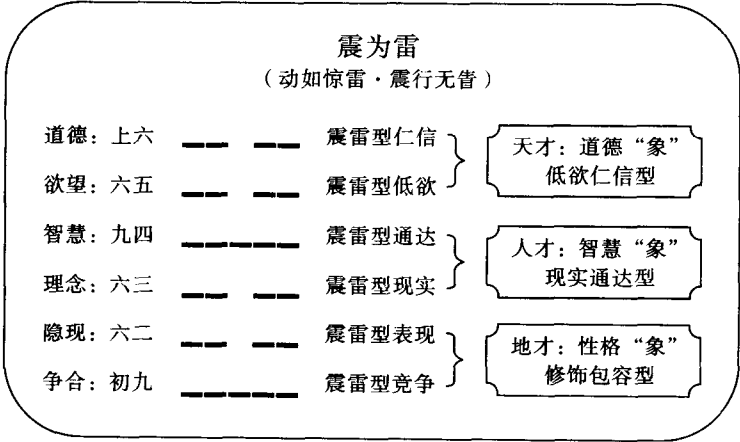 震为雷
（动如惊雷·震行无眚）
道德：上六 震雷型仁信
欲望：六五 震雷型低欲
天才：道德“象”
低欲仁信型
智慧：九四 震雷型通达
理念：六三 震雷型现实
人才：智慧“象”
现实通达型
隐现：六二 震雷型表现
争合：初九 震雷型竞争
地才：性格“象”
修饰包容型